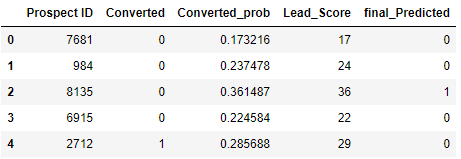 Prospect ID Converted Converted_prob Lead_Score final_Predicted
0 7681 0 0.173216 17 0
1 984 0 0.237478 24 0
2 8135 0 0.361487 36 1
3 6915 0 0.224584 22 0
4 2712 1 0.285688 29 0